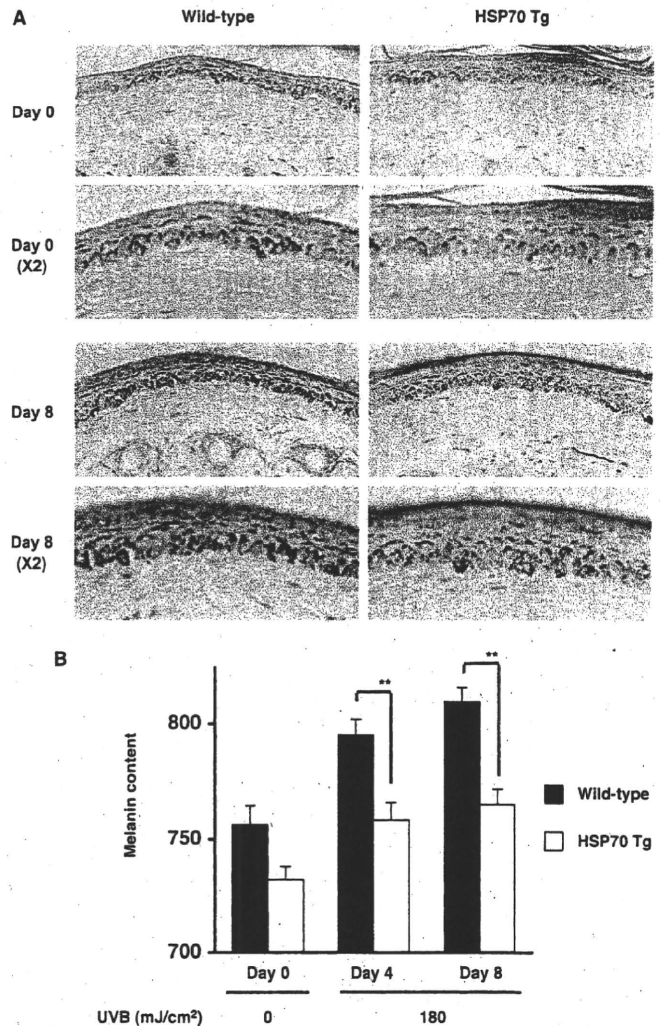 A
Wild-type
HSP70 Tg
Day 0
Day 0
(X2)
Day 8
Day 8
(X2)
B
**
**
800
750
700
Melanin content
Wild-type
HSP70 Tg
Day 0
Day 4
Day 8
UVB (mJ/cm²)
0
180